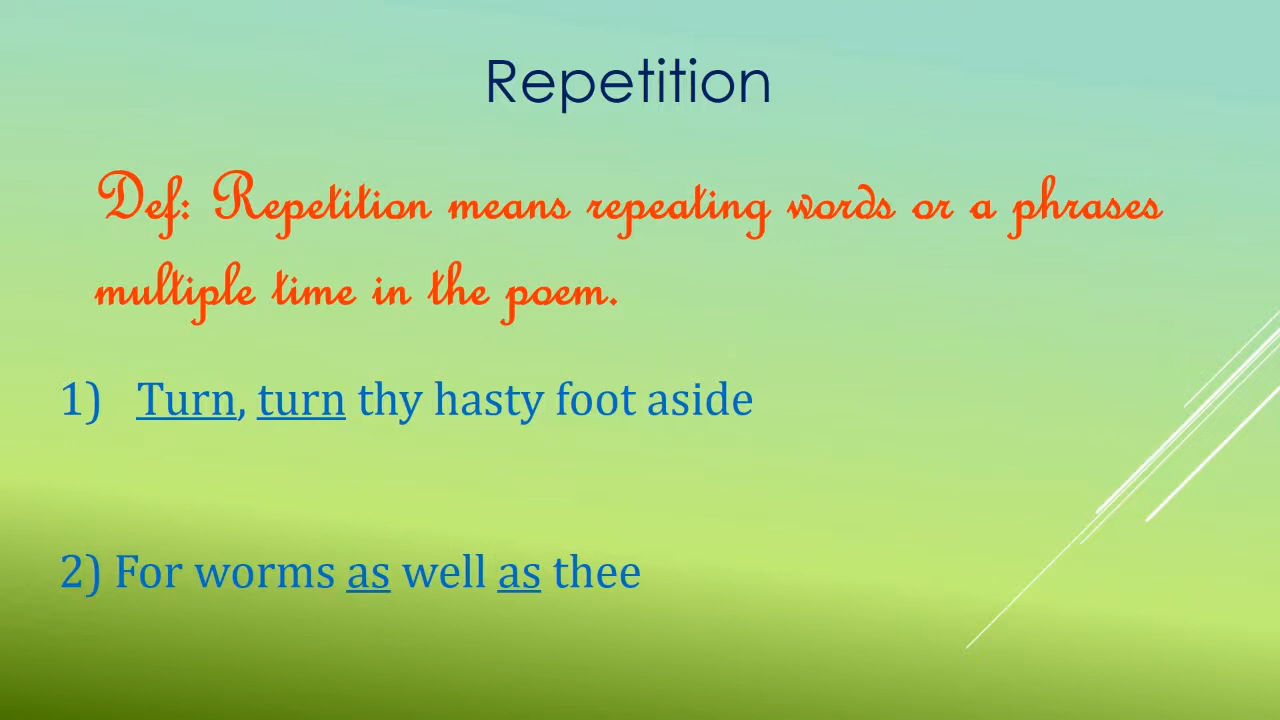 Repetition
Def: Repetition means repeating words or a phrases
multiple time in the poem.
1) Turn, turn thy hasty foot aside
2) For worms as well as thee